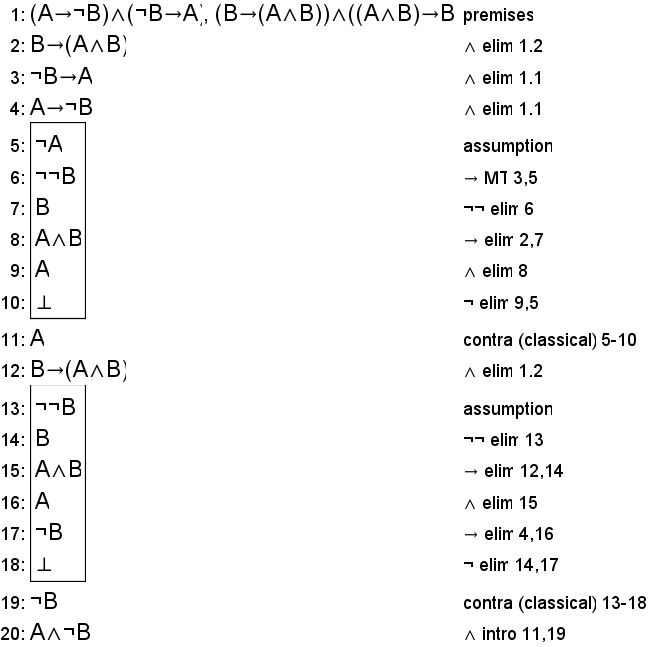 1: (A→¬B)∧(¬B→A), (B→(A∧B))∧((A∧B)→B premises
2: B→(A∧B) ∧ elim 1.2
3: ¬B→A ∧ elim 1.1
4: A→¬B ∧ elim 1.1
5: ¬A assumption
6: ¬¬B → MT 3,5
7: B ¬¬ elim 6
8: A∧B → elim 2,7
9: A ∧ elim 8
10: ⊥ ¬ elim 9,5
11: A contra (classical) 5-10
12: B→(A∧B) ∧ elim 1.2
13: ¬¬B assumption
14: B ¬¬ elim 13
15: A∧B → elim 12,14
16: A ∧ elim 15
17: ¬B → elim 4,16
18: ⊥ ¬ elim 14,17
19: ¬B contra (classical) 13-18
20: A∧¬B ∧ intro 11,19